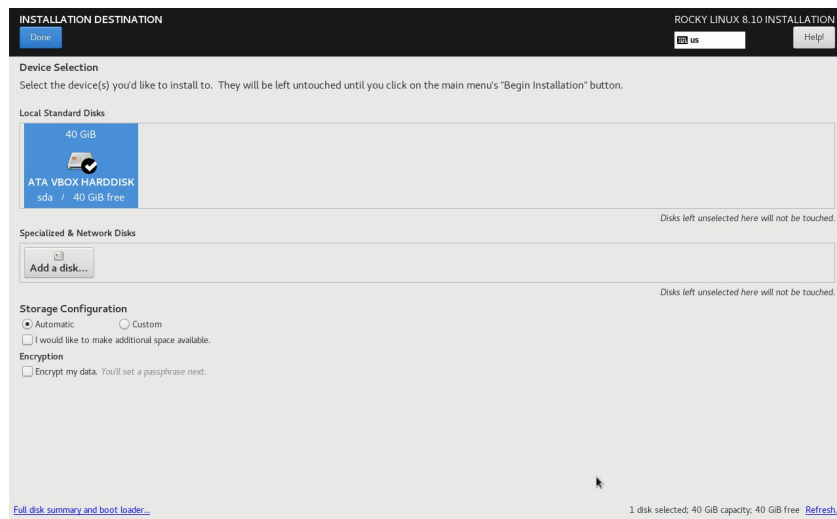 INSTALLATION DESTINATION
ROCKY LINUX 8.10 INSTALLATION
Done
us
Help!
Device Selection
Select the device(s) you'd like to install to. They will be left untouched until you click on the main menu's "Begin Installation" button.
Local Standard Disks
40 GiB
ATA VBOX HARDDISK
sda / 40 GiB free
Disks left unselected here will not be touched.
Specialized & Network Disks
Add a disk...
Disks left unselected here will not be touched.
Storage Configuration
Automatic Custom
I would like to make additional space available.
Encryption
Encrypt my data. You'll set a passphrase next.
Full disk summary and boot loader...
1 disk selected; 40 GiB capacity; 40 GiB free Refresh